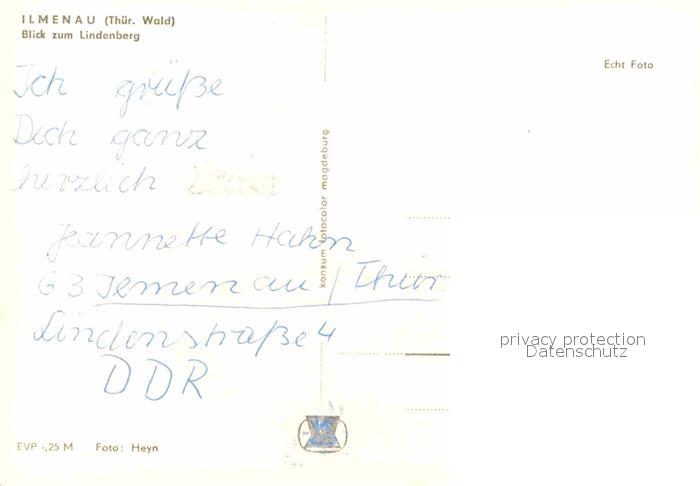 ILMENAU (Thür. Wald)
Blick zum Lindenberg
Echt Foto
Ich grüße
Dich ganz
herzlich
Jeannette Hahn
63 Jemenau / Thür
Lindenstraße 4
DDR
konsum fotocolor magdeburg
privacy protection
Datenschutz
EVP -,25 M Foto: Heyn